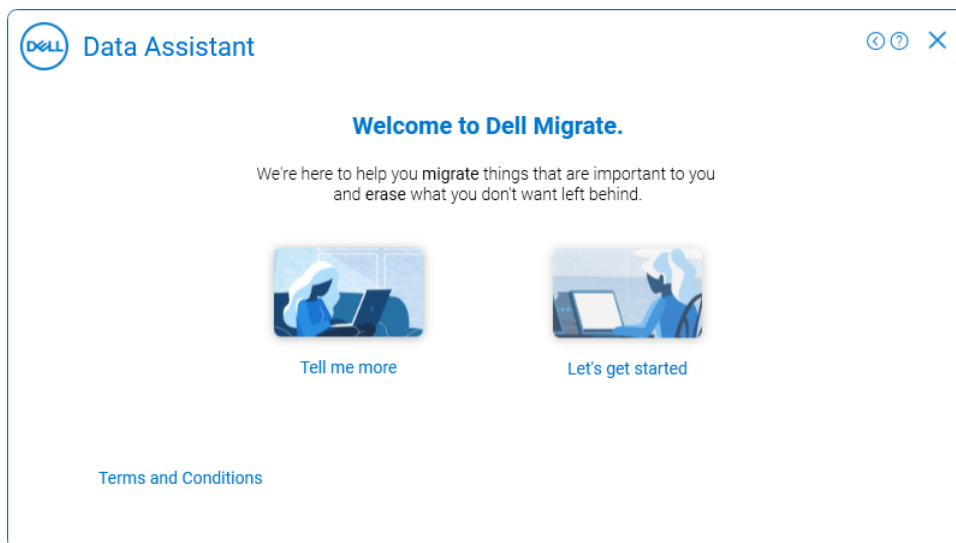 DELL Data Assistant
Welcome to Dell Migrate.
We're here to help you migrate things that are important to you
and erase what you don't want left behind.
Tell me more
Let's get started
Terms and Conditions